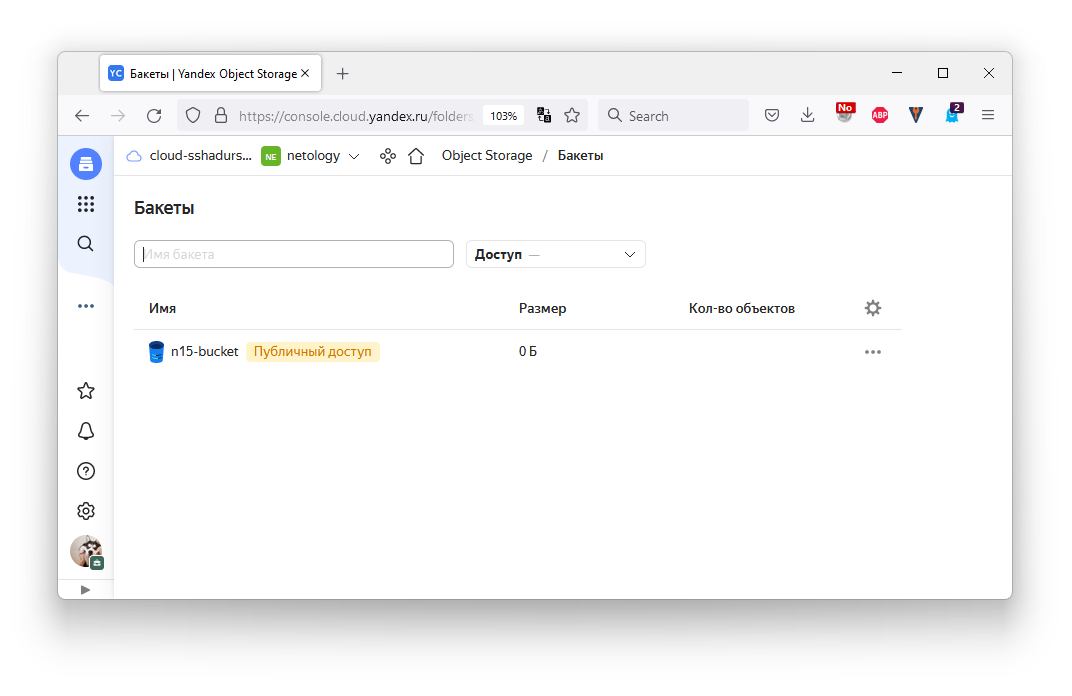 YC Бакеты | Yandex Object Storage
https://console.cloud.yandex.ru/folders
103%
Search
No
ABP
2
cloud-sshadurs...
NE netology
Object Storage / Бакеты
Бакеты
Имя бакета
Доступ —
Имя Размер Кол-во объектов
n15-bucket Публичный доступ 0 Б